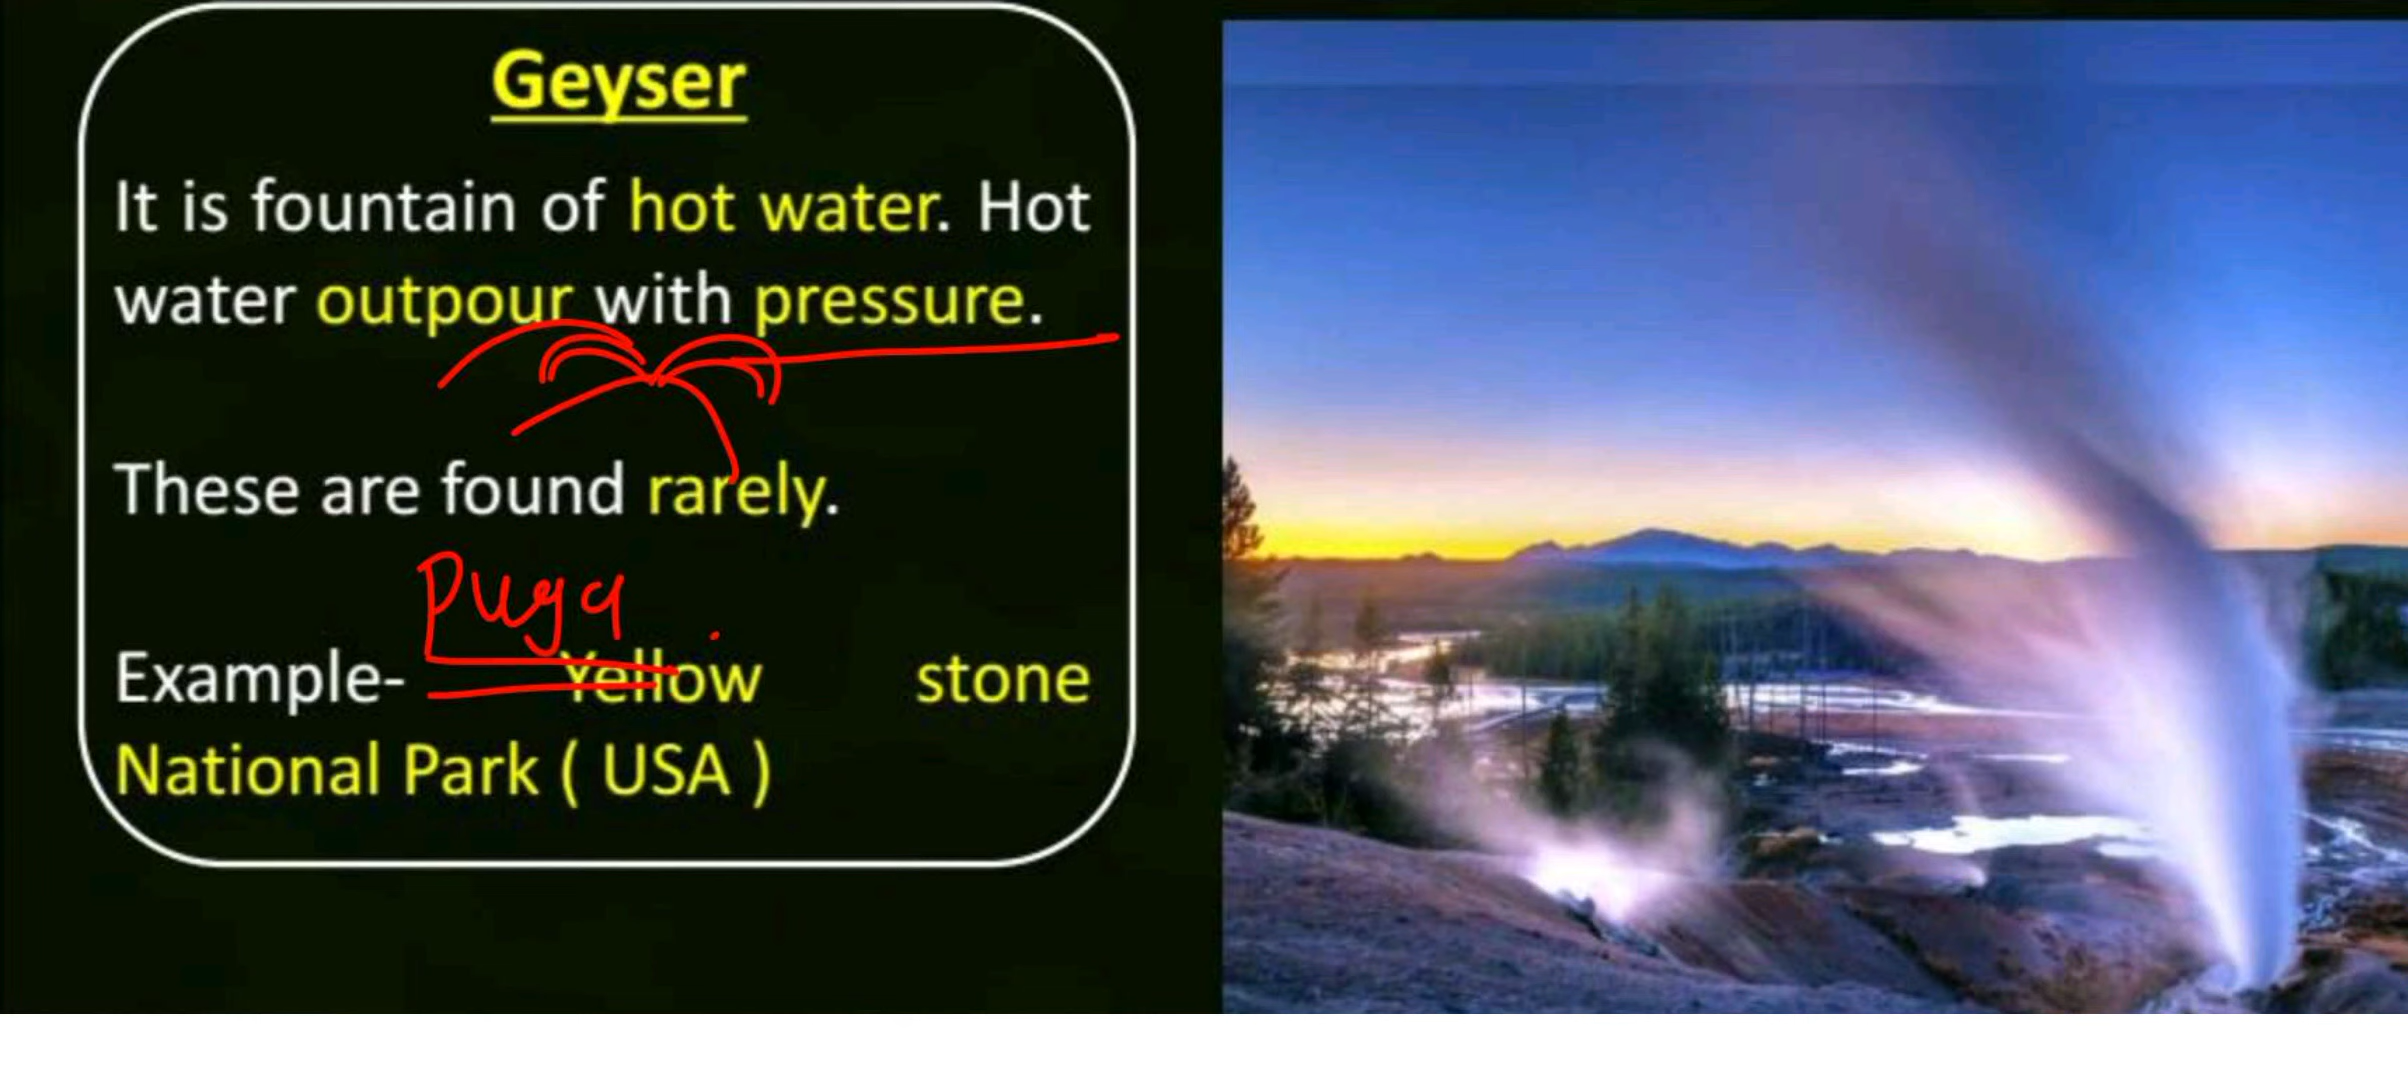 Geyser
It is fountain of hot water. Hot
water outpour with pressure.
These are found rarely.
Puga
Example- Yellow stone
National Park ( USA )